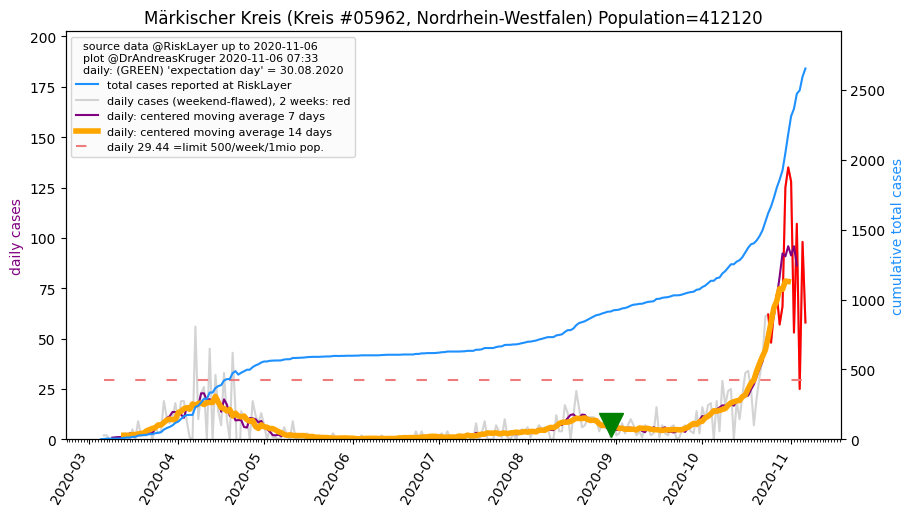 Märkischer Kreis (Kreis #05962, Nordrhein-Westfalen) Population=412120
source data @RiskLayer up to 2020-11-06
plot @DrAndreasKruger 2020-11-06 07:33
daily: (GREEN) 'expectation day' = 30.08.2020
total cases reported at RiskLayer
daily cases (weekend-flawed), 2 weeks: red
daily: centered moving average 7 days
daily: centered moving average 14 days
daily 29.44 =limit 500/week/1mio pop.
daily cases
200
175
150
125
100
75
50
25
0
2500
2000
1500
1000
500
0
cumulative total cases
2020-03
2020-04
2020-05
2020-06
2020-07
2020-08
2020-09
2020-10
2020-11